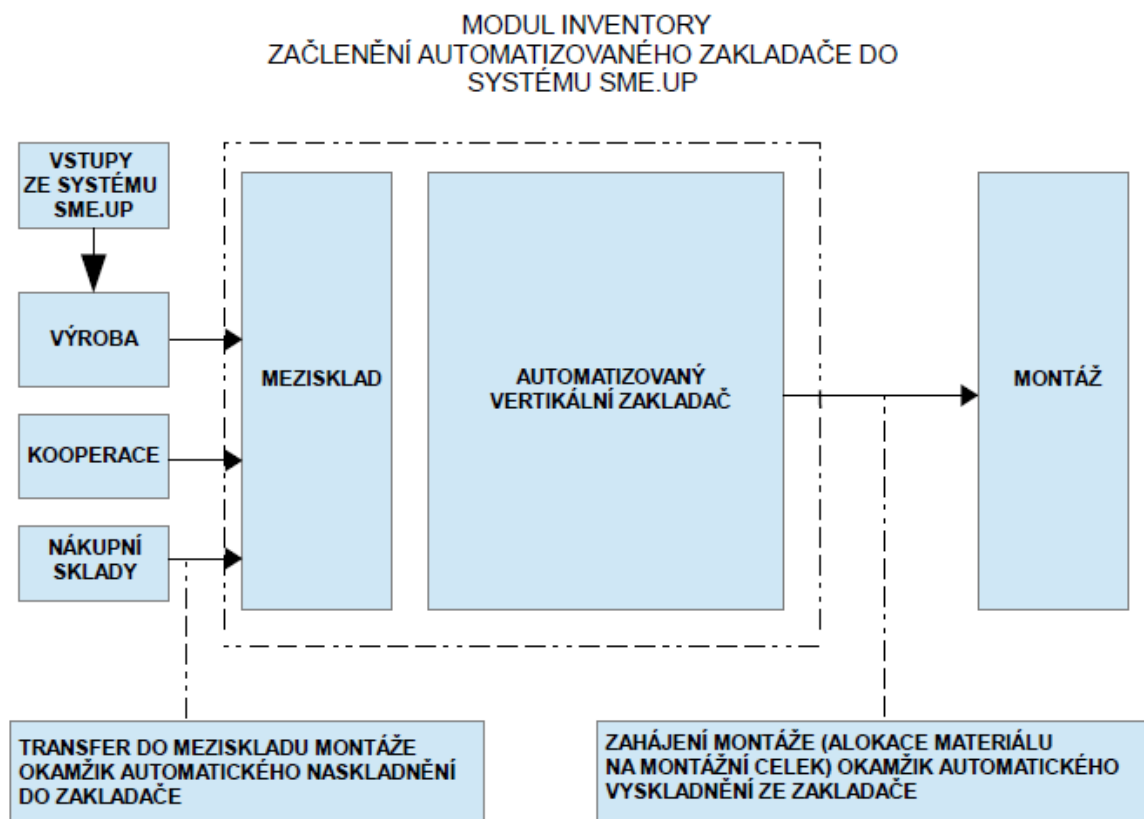 MODUL INVENTORY
ZAČLENĚNÍ AUTOMATIZOVANÉHO ZAKLADAČE DO
SYSTÉMU SME.UP
VSTUPY
ZE SYSTÉMU
SME.UP
VÝROBA
KOOPERACE
NÁKUPNÍ
SKLADY
MEZISKLAD
AUTOMATIZOVANÝ
VERTIKÁLNÍ ZAKLADAČ
MONTÁŽ
TRANSFER DO MEZISKLADU MONTÁŽE
OKAMŽIK AUTOMATICKÉHO NASKLADNĚNÍ
DO ZAKLADAČE
ZAHÁJENÍ MONTÁŽE (ALOKACE MATERIÁLU
NA MONTÁŽNÍ CELEK) OKAMŽIK AUTOMATICKÉHO
VYSKLADNĚNÍ ZE ZAKLADAČE